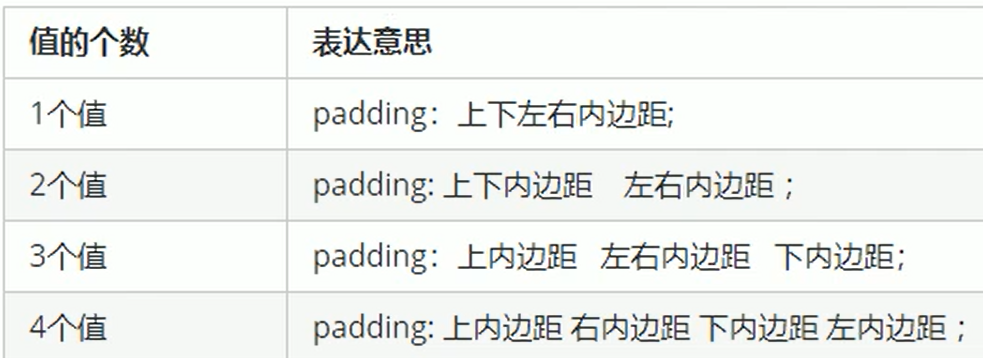 值的个数 表达意思
1个值 padding：上下左右内边距;
2个值 padding: 上下内边距 左右内边距 ；
3个值 padding：上内边距 左右内边距 下内边距;
4个值 padding: 上内边距 右内边距 下内边距 左内边距 ；